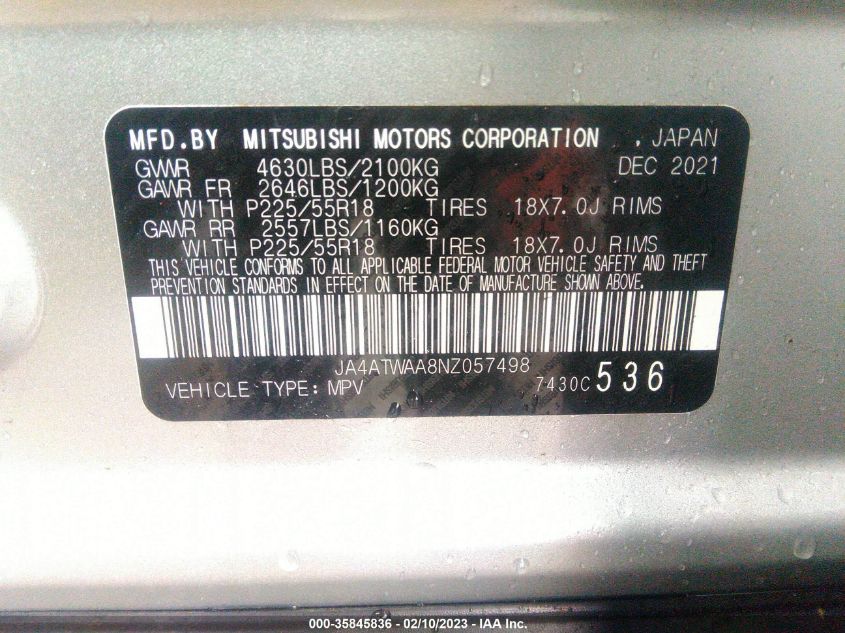 MFD.BY MITSUBISHI MOTORS CORPORATION , JAPAN
GVWR 4630LBS/2100KG DEC 2021
GAWR FR 2646LBS/1200KG
WITH P225/55R18 TIRES 18X7.0J RIMS
GAWR RR 2557LBS/1160KG
WITH P225/55R18 TIRES 18X7.0J RIMS
THIS VEHICLE CONFORMS TO ALL APPLICABLE FEDERAL MOTOR VEHICLE SAFETY AND THEFT
PREVENTION STANDARDS IN EFFECT ON THE DATE OF MANUFACTURE SHOWN ABOVE.
JA4ATWAA8NZ057498
VEHICLE TYPE: MPV 7430C 536
000-35845836 - 02/10/2023 - IAA Inc.